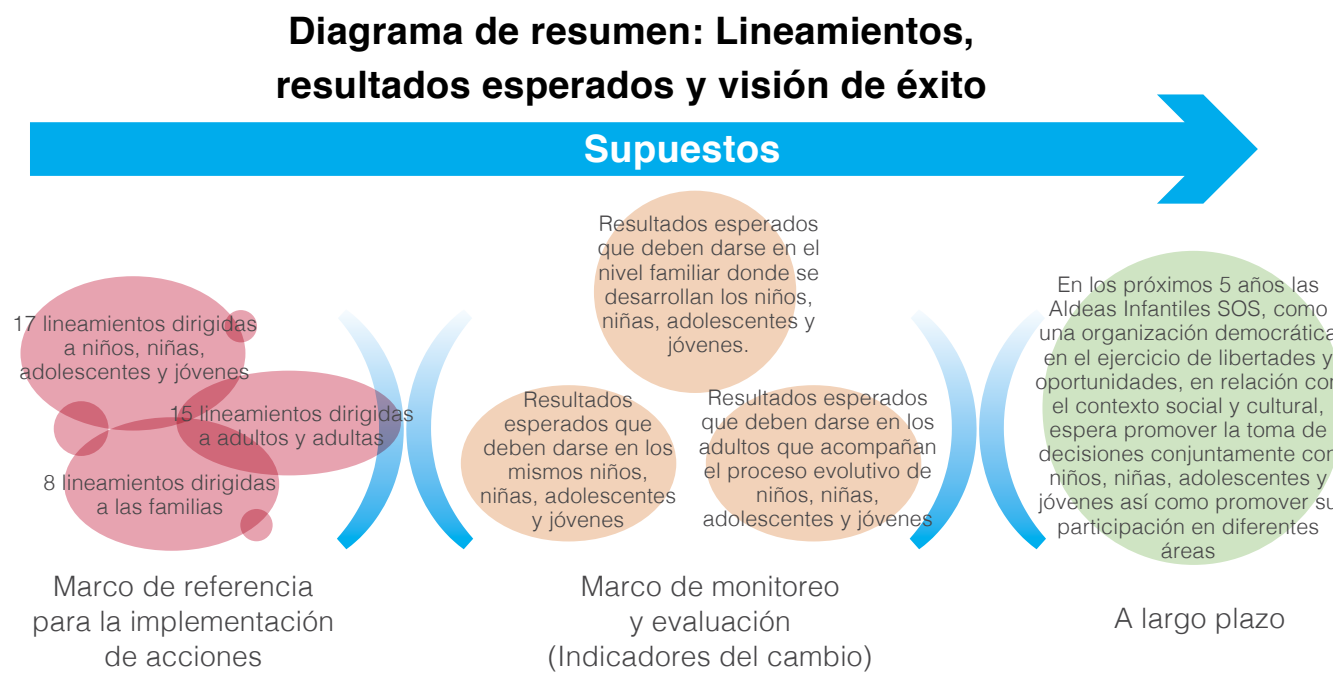 Diagrama de resumen: Lineamientos,
resultados esperados y visión de éxito
Supuestos
17 lineamientos dirigidas
a niños, niñas,
adolescentes y jóvenes
15 lineamientos dirigidas
a adultos y adultas
8 lineamientos dirigidas
a las familias
Marco de referencia
para la implementación
de acciones
Resultados esperados
que deben darse en el
nivel familiar donde se
desarrollan los niños,
niñas, adolescentes y
jóvenes.
Resultados
esperados que
deben darse en los
mismos niños,
niñas, adolescentes
y jóvenes
Resultados esperados
que deben darse en los
adultos que acompañan
el proceso evolutivo de
niños, niñas,
adolescentes y jóvenes
Marco de monitoreo
y evaluación
(Indicadores del cambio)
En los próximos 5 años las
Aldeas Infantiles SOS, como
una organización democrática
en el ejercicio de libertades y
oportunidades, en relación con
el contexto social y cultural,
espera promover la toma de
decisiones conjuntamente con
niños, niñas, adolescentes y
jóvenes así como promover su
participación en diferentes
áreas
A largo plazo